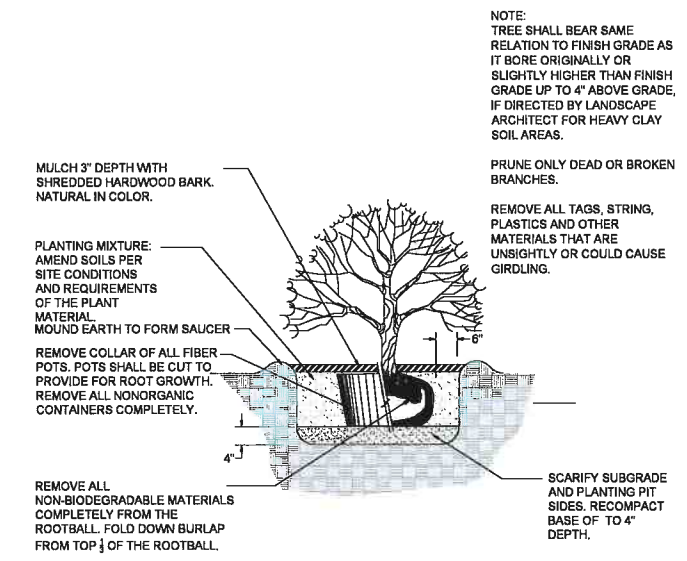 NOTE:
TREE SHALL BEAR SAME
RELATION TO FINISH GRADE AS
IT BORE ORIGINALLY OR
SLIGHTLY HIGHER THAN FINISH
GRADE UP TO 4" ABOVE GRADE,
IF DIRECTED BY LANDSCAPE
ARCHITECT FOR HEAVY CLAY
SOIL AREAS.
PRUNE ONLY DEAD OR BROKEN
BRANCHES.
REMOVE ALL TAGS, STRING,
PLASTICS AND OTHER
MATERIALS THAT ARE
UNSIGHTLY OR COULD CAUSE
GIRDLING.
MULCH 3" DEPTH WITH
SHREDDED HARDWOOD BARK.
NATURAL IN COLOR.
PLANTING MIXTURE:
AMEND SOILS PER
SITE CONDITIONS
AND REQUIREMENTS
OF THE PLANT
MATERIAL.
MOUND EARTH TO FORM SAUCER
REMOVE COLLAR OF ALL FIBER
POTS. POTS SHALL BE CUT TO
PROVIDE FOR ROOT GROWTH.
REMOVE ALL NONORGANIC
CONTAINERS COMPLETELY.
6"
4"
REMOVE ALL
NON-BIODEGRADABLE MATERIALS
COMPLETELY FROM THE
ROOTBALL. FOLD DOWN BURLAP
FROM TOP ⅓ OF THE ROOTBALL.
SCARIFY SUBGRADE
AND PLANTING PIT
SIDES. RECOMPACT
BASE OF TO 4"
DEPTH.